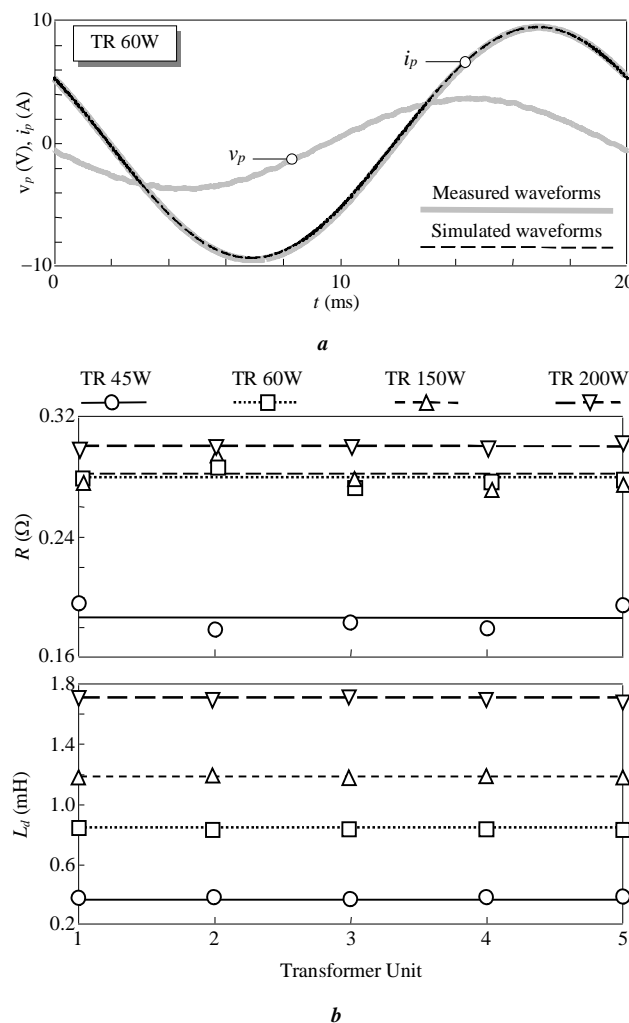 10
TR 60W
5
0
−5
−10
v_p (V), i_p (A)
i_p
v_p
Measured waveforms
Simulated waveforms
0
10
20
t (ms)
a
TR 45W
TR 60W
TR 150W
TR 200W
0.32
0.24
0.16
R (Ω)
1.8
1.4
1.0
0.6
0.2
L_d (mH)
1
2
3
4
5
Transformer Unit
b